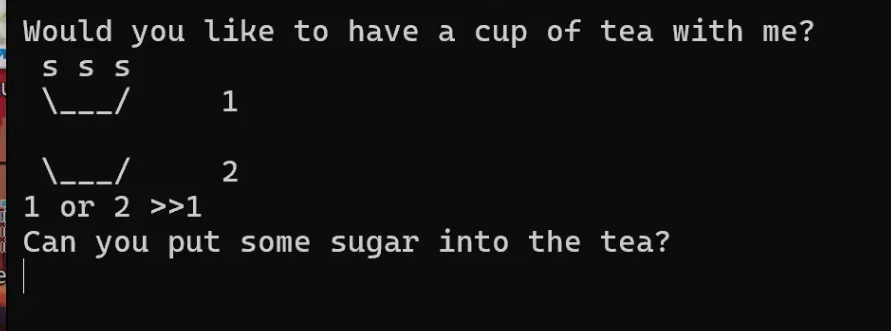 Would you like to have a cup of tea with me?
 s s s
 \___/     1

 \___/     2
1 or 2 >>1
Can you put some sugar into the tea?